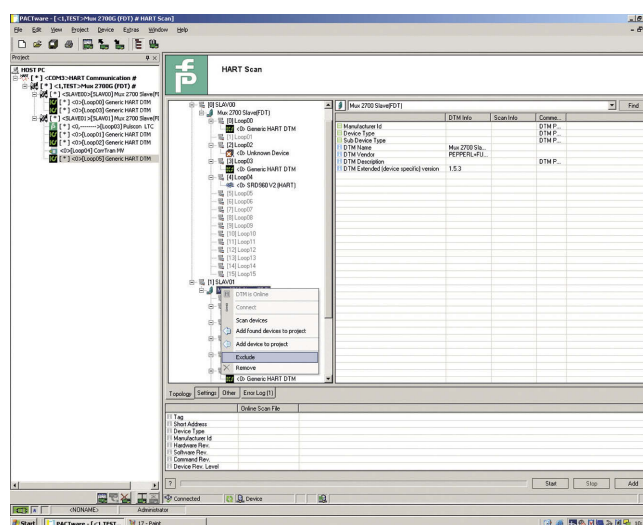 PACTware - [<1,TEST>Mux 2700G (FDT) # HART Scan]
File Edit View Project Device Extras Window Help
Project
HOST PC
[*] <COM3>HART Communication #
[*] <1,TEST>Mux 2700G (FDT) #
[*] <SLAVE00>[SLAV00] Mux 2700 Slave(F
[*] <0>[Loop00] Generic HART DTM
[*] <0>[Loop01] Generic HART DTM
[*] <SLAVE01>[SLAV01] Mux 2700 Slave(F
[*] <0,--------->[Loop03] Pulscon LTC
[*] <0>[Loop01] Generic HART DTM
[*] <0>[Loop02] Generic HART DTM
<0>[Loop04] CorrTran MV
[*] <0>[Loop05] Generic HART DTM
HART Scan
[0] SLAV00
Mux 2700 Slave(FDT)
[0] Loop00
<0> Generic HART DTM
[1] Loop01
[2] Loop02
<0> Unknown Device
[3] Loop03
<0> Generic HART DTM
[4] Loop04
<0> SRD960 V2 (HART)
[5] Loop05
[6] Loop06
[7] Loop07
[8] Loop08
[9] Loop09
[10] Loop10
[11] Loop11
[12] Loop12
[13] Loop13
[14] Loop14
[15] Loop15
[1] SLAV01
DTM is Online
Connect
Scan devices
Add found devices to project
Add device to project
Exclude
Remove
<0> Generic HART DTM
Mux 2700 Slave(FDT) Find
DTM Info Scan Info Comme...
Manufacturer Id DTM P...
Device Type DTM P...
Sub Device Type DTM P...
DTM Name Mux 2700 Sla...
DTM Vendor PEPPERL+FU...
DTM Description DTM P...
DTM Extended (device specific) version 1.5.3
Topology Settings Other Error Log (1)
Online Scan File
Tag
Short Address
Device Type
Manufacturer Id
Hardware Rev.
Software Rev.
Command Rev.
Device Rev. Level
? Start Stop Add
Connected Device
<NONAME> Administrator
Start PACTware - [<1,TEST... 17 - Paint